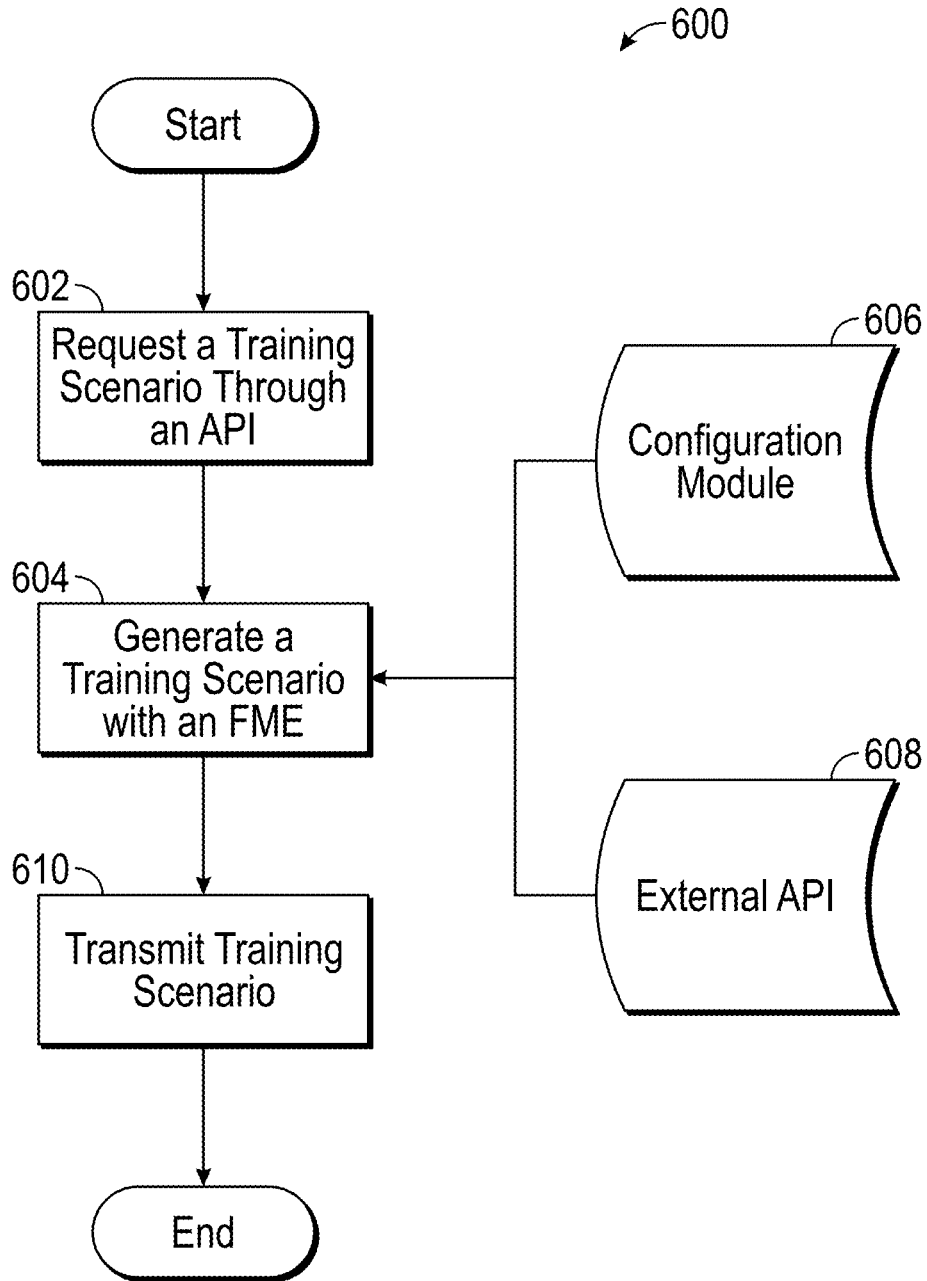 600
Start
602
Request a Training
Scenario Through
an API
606
Configuration
Module
604
Generate a
Training Scenario
with an FME
608
External API
610
Transmit Training
Scenario
End